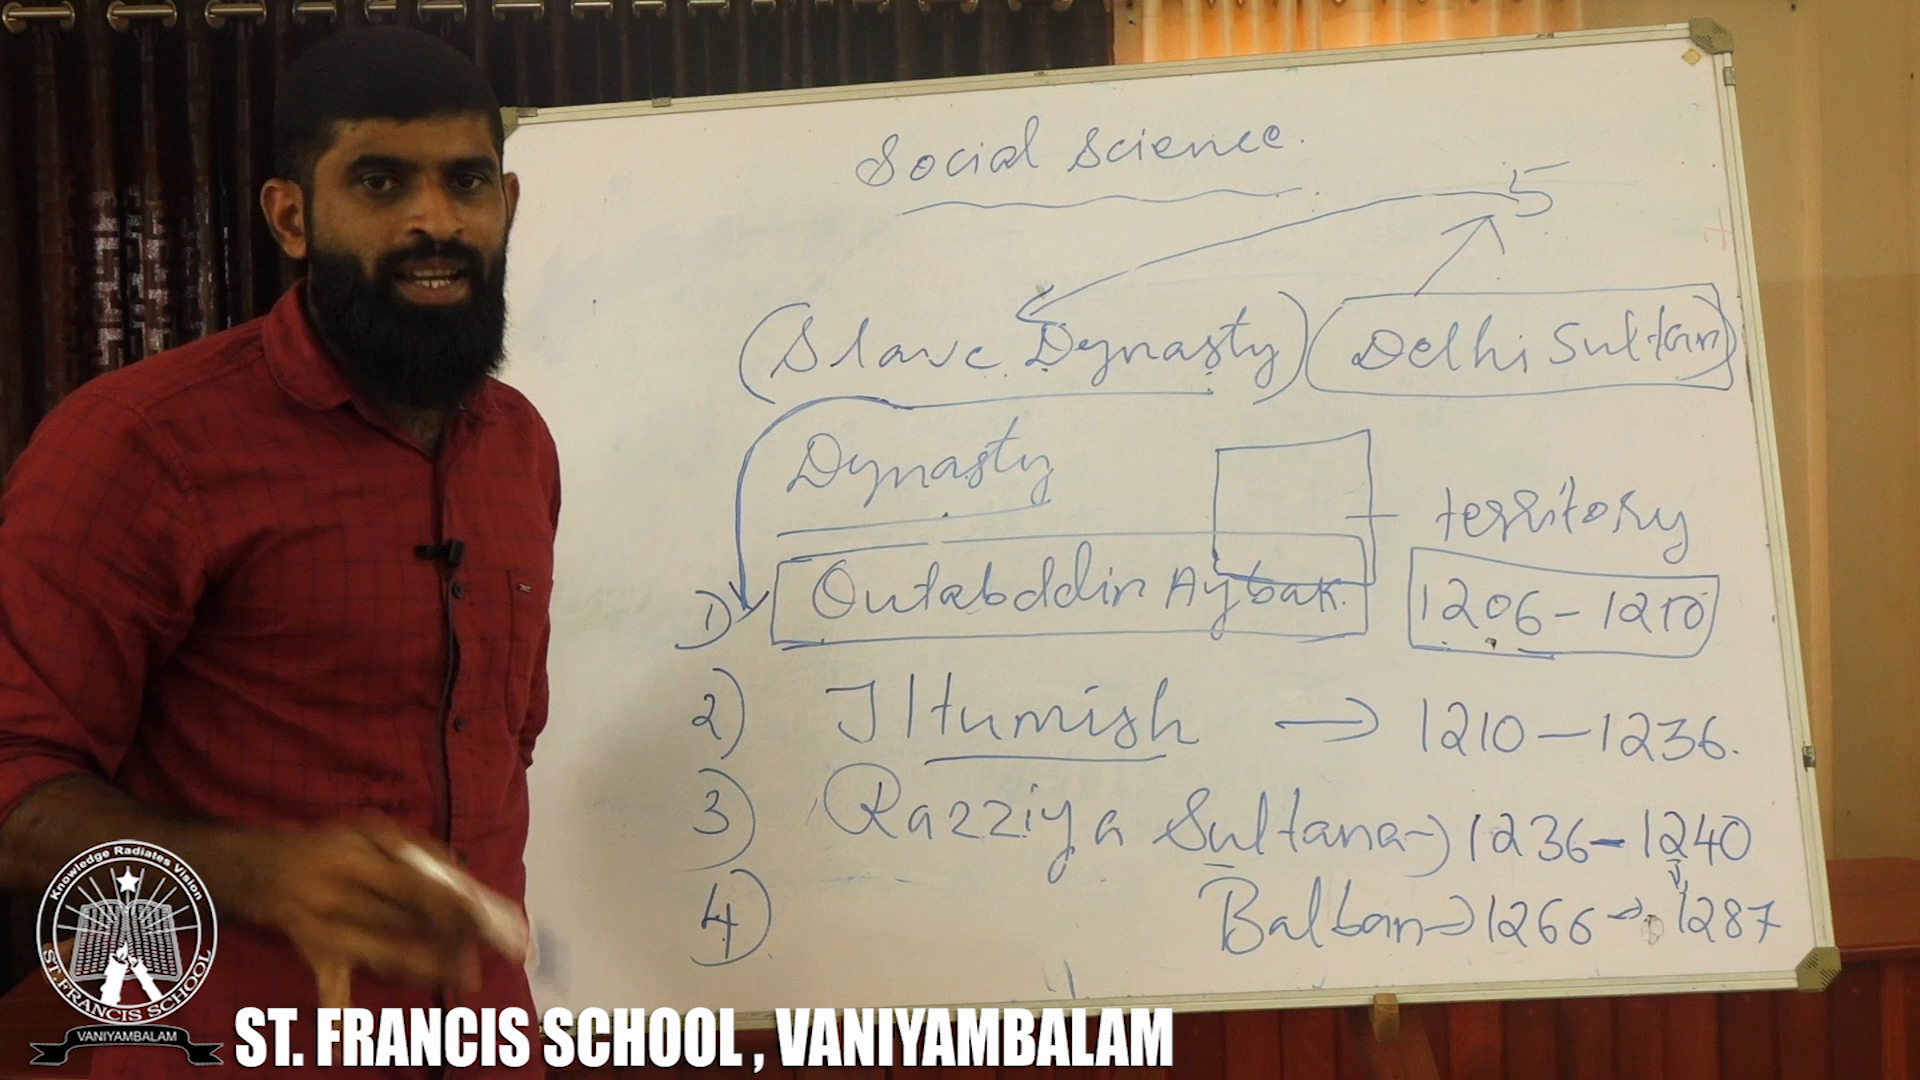 Social Science.
5
(Slave Dynasty) (Delhi Sultan)
Dynasty
territory
1) Qutabddin Aybak. 1206-1210
2) Iltumish → 1210-1236.
3) Razziya Sultana→ 1236-1240
4) Balban→ 1266→ 1287
Knowledge Radiates Vision
ST. FRANCIS SCHOOL
VANIYAMBALAM
ST. FRANCIS SCHOOL, VANIYAMBALAM